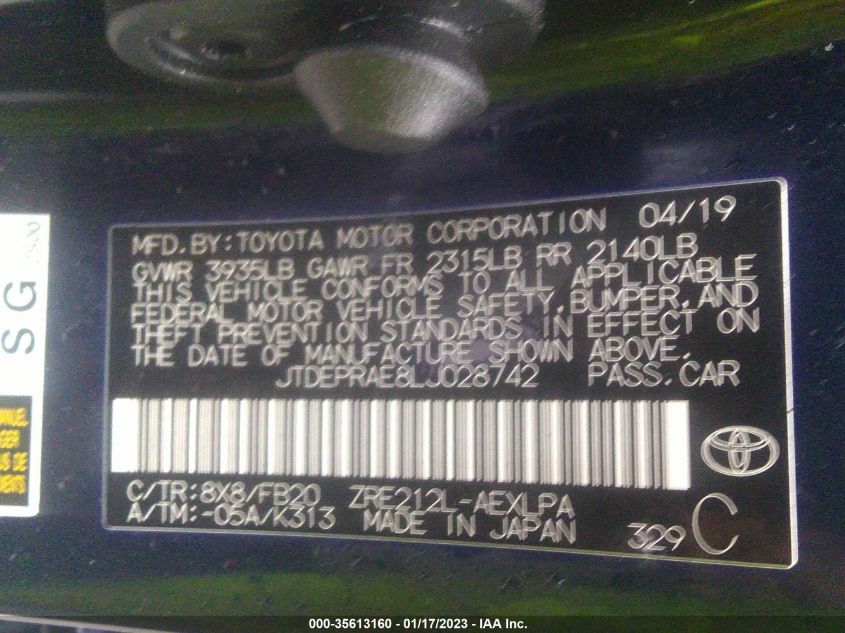 MFD.BY:TOYOTA MOTOR CORPORATION 04/19
GVWR 3935LB GAWR FR 2315LB RR 2140LB
THIS VEHICLE CONFORMS TO ALL APPLICABLE
FEDERAL MOTOR VEHICLE SAFETY, BUMPER, AND
THEFT PREVENTION STANDARDS IN EFFECT ON
THE DATE OF MANUFACTURE SHOWN ABOVE.
JTDEPRAE8LJ028742 PASS.CAR
C/TR:8X8/FB20 ZRE212L-AEXLPA
A/TM:-05A/K313 MADE IN JAPAN 329 C
SG
000-35613160 - 01/17/2023 - IAA Inc.